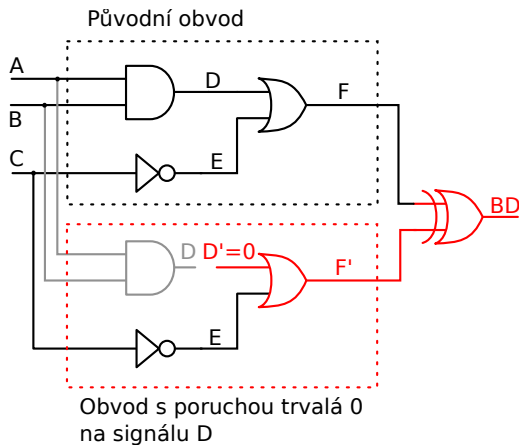 Původní obvod
A
D
F
B
C
E
BD
D D'=0
F'
E
Obvod s poruchou trvalá 0
na signálu D